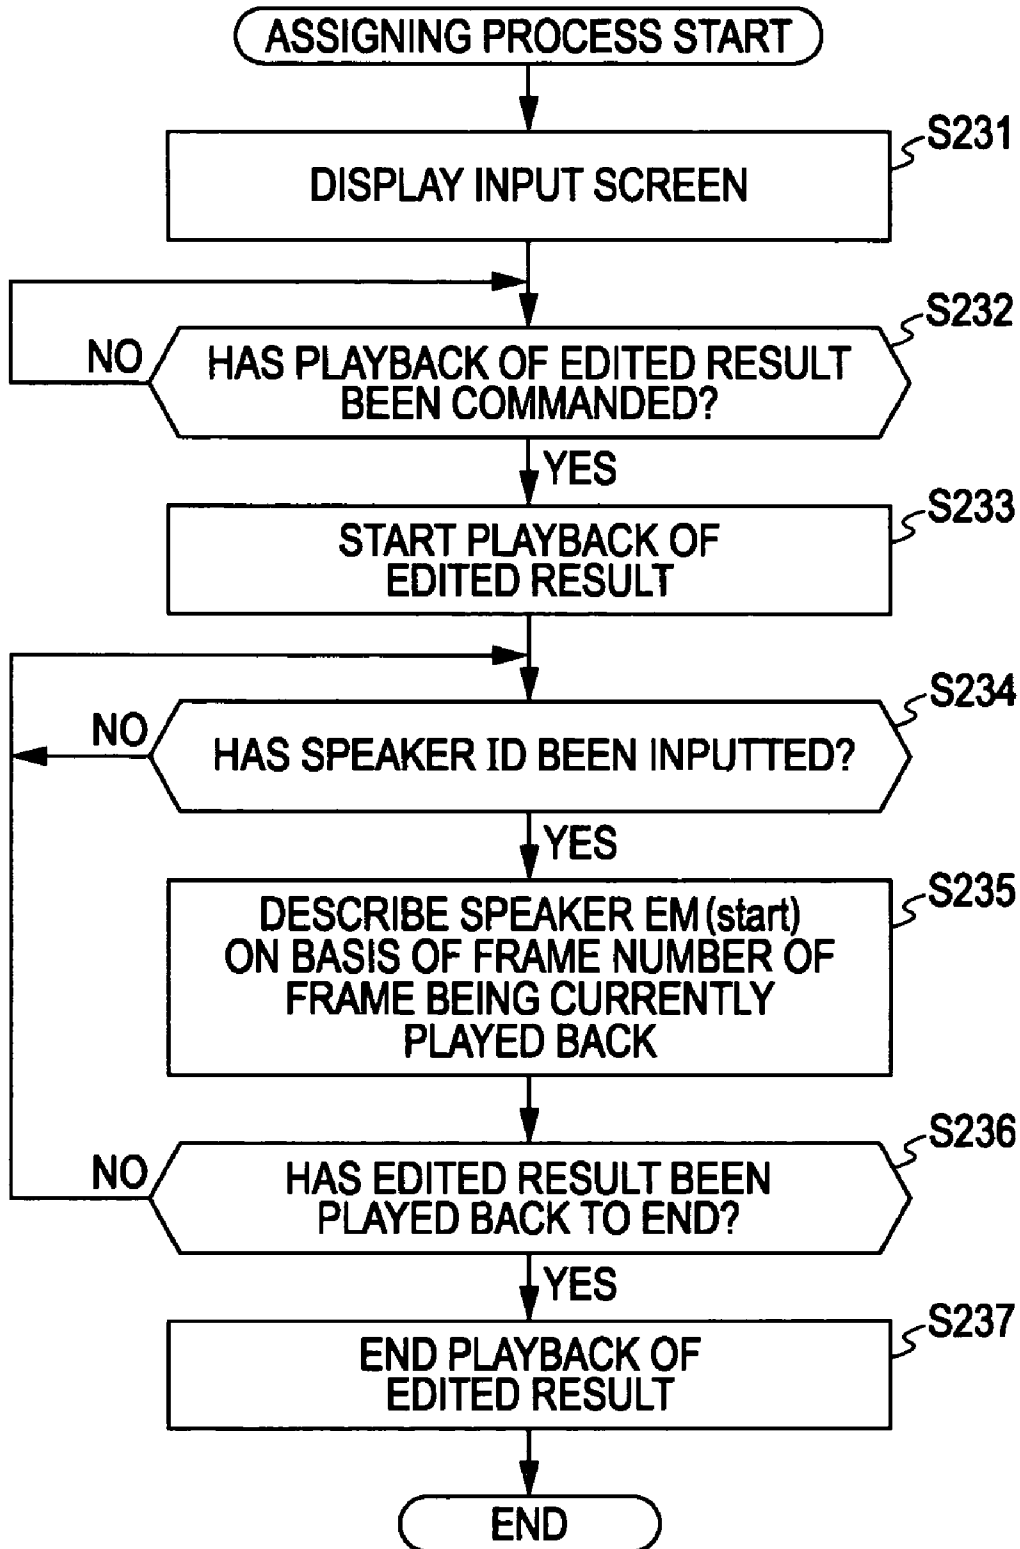 ASSIGNING PROCESS START
S231
DISPLAY INPUT SCREEN
S232
NO
HAS PLAYBACK OF EDITED RESULT
BEEN COMMANDED?
YES
S233
START PLAYBACK OF
EDITED RESULT
S234
NO
HAS SPEAKER ID BEEN INPUTTED?
YES
S235
DESCRIBE SPEAKER EM (start)
ON BASIS OF FRAME NUMBER OF
FRAME BEING CURRENTLY
PLAYED BACK
S236
NO
HAS EDITED RESULT BEEN
PLAYED BACK TO END?
YES
S237
END PLAYBACK OF
EDITED RESULT
END